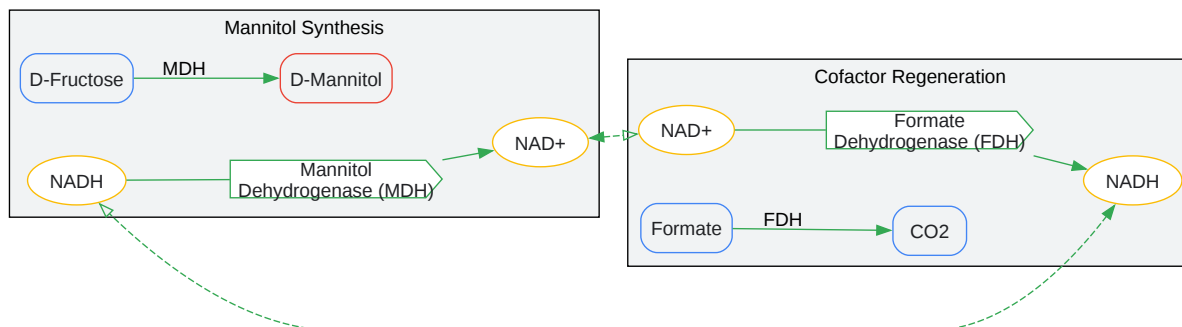 Mannitol Synthesis
D-Fructose
MDH
D-Mannitol
NADH
Mannitol
Dehydrogenase (MDH)
NAD+
Cofactor Regeneration
NAD+
Formate
Dehydrogenase (FDH)
NADH
Formate
FDH
CO2